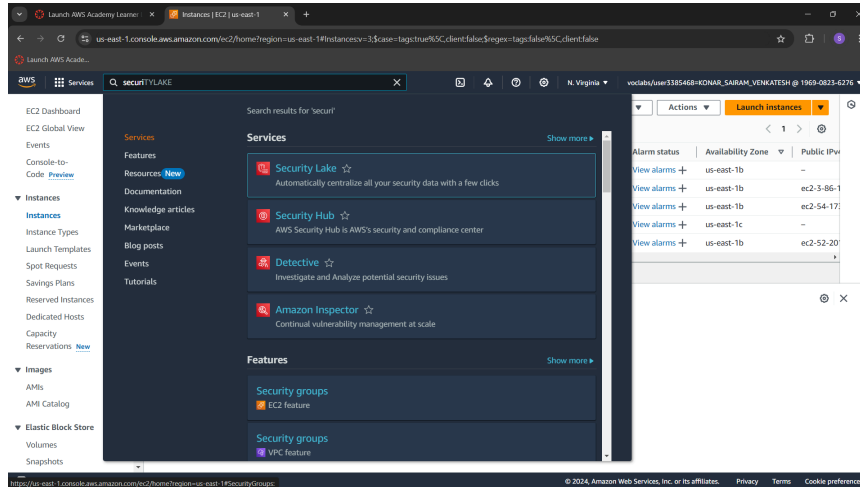 Launch AWS Academy Learner
Instances | EC2 | us-east-1
us-east-1.console.aws.amazon.com/ec2/home?region=us-east-1#Instances:v=3;$case=tags:true%5C,client:false;$regex=tags:false%5C,client:false
Launch AWS Acade...
aws
Services
securiTYLAKE
N. Virginia
voclabs/user3385468=KONAR_SAIRAM_VENKATESH @ 1969-0823-6276
EC2 Dashboard
EC2 Global View
Events
Console-to-
Code Preview
Instances
Instances
Instance Types
Launch Templates
Spot Requests
Savings Plans
Reserved Instances
Dedicated Hosts
Capacity
Reservations New
Images
AMIs
AMI Catalog
Elastic Block Store
Volumes
Snapshots
Services
Features
Resources New
Documentation
Knowledge articles
Marketplace
Blog posts
Events
Tutorials
Search results for 'securi'
Services
Show more
Security Lake
Automatically centralize all your security data with a few clicks
Security Hub
AWS Security Hub is AWS's security and compliance center
Detective
Investigate and Analyze potential security issues
Amazon Inspector
Continual vulnerability management at scale
Features
Show more
Security groups
EC2 feature
Security groups
VPC feature
Actions
Launch instances
1
Alarm status
Availability Zone
Public IPv
View alarms +
us-east-1b
–
View alarms +
us-east-1b
ec2-3-86-1
View alarms +
us-east-1b
ec2-54-17
View alarms +
us-east-1c
–
View alarms +
us-east-1b
ec2-52-20
https://us-east-1.console.aws.amazon.com/ec2/home?region=us-east-1#SecurityGroups:
© 2024, Amazon Web Services, Inc. or its affiliates.
Privacy
Terms
Cookie preference